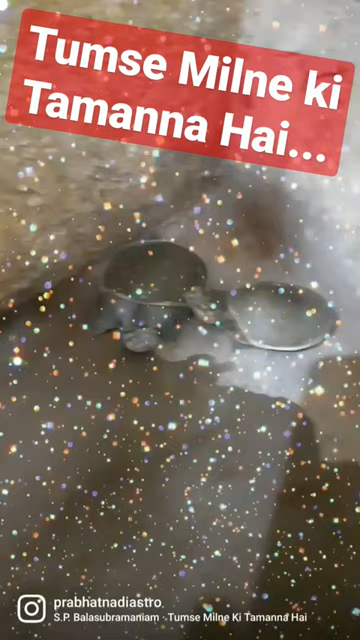 Tumse Milne ki
Tamanna Hai...
prabhatnadiastro
S.P. Balasubramaniam · Tumse Milne Ki Tamanna Hai